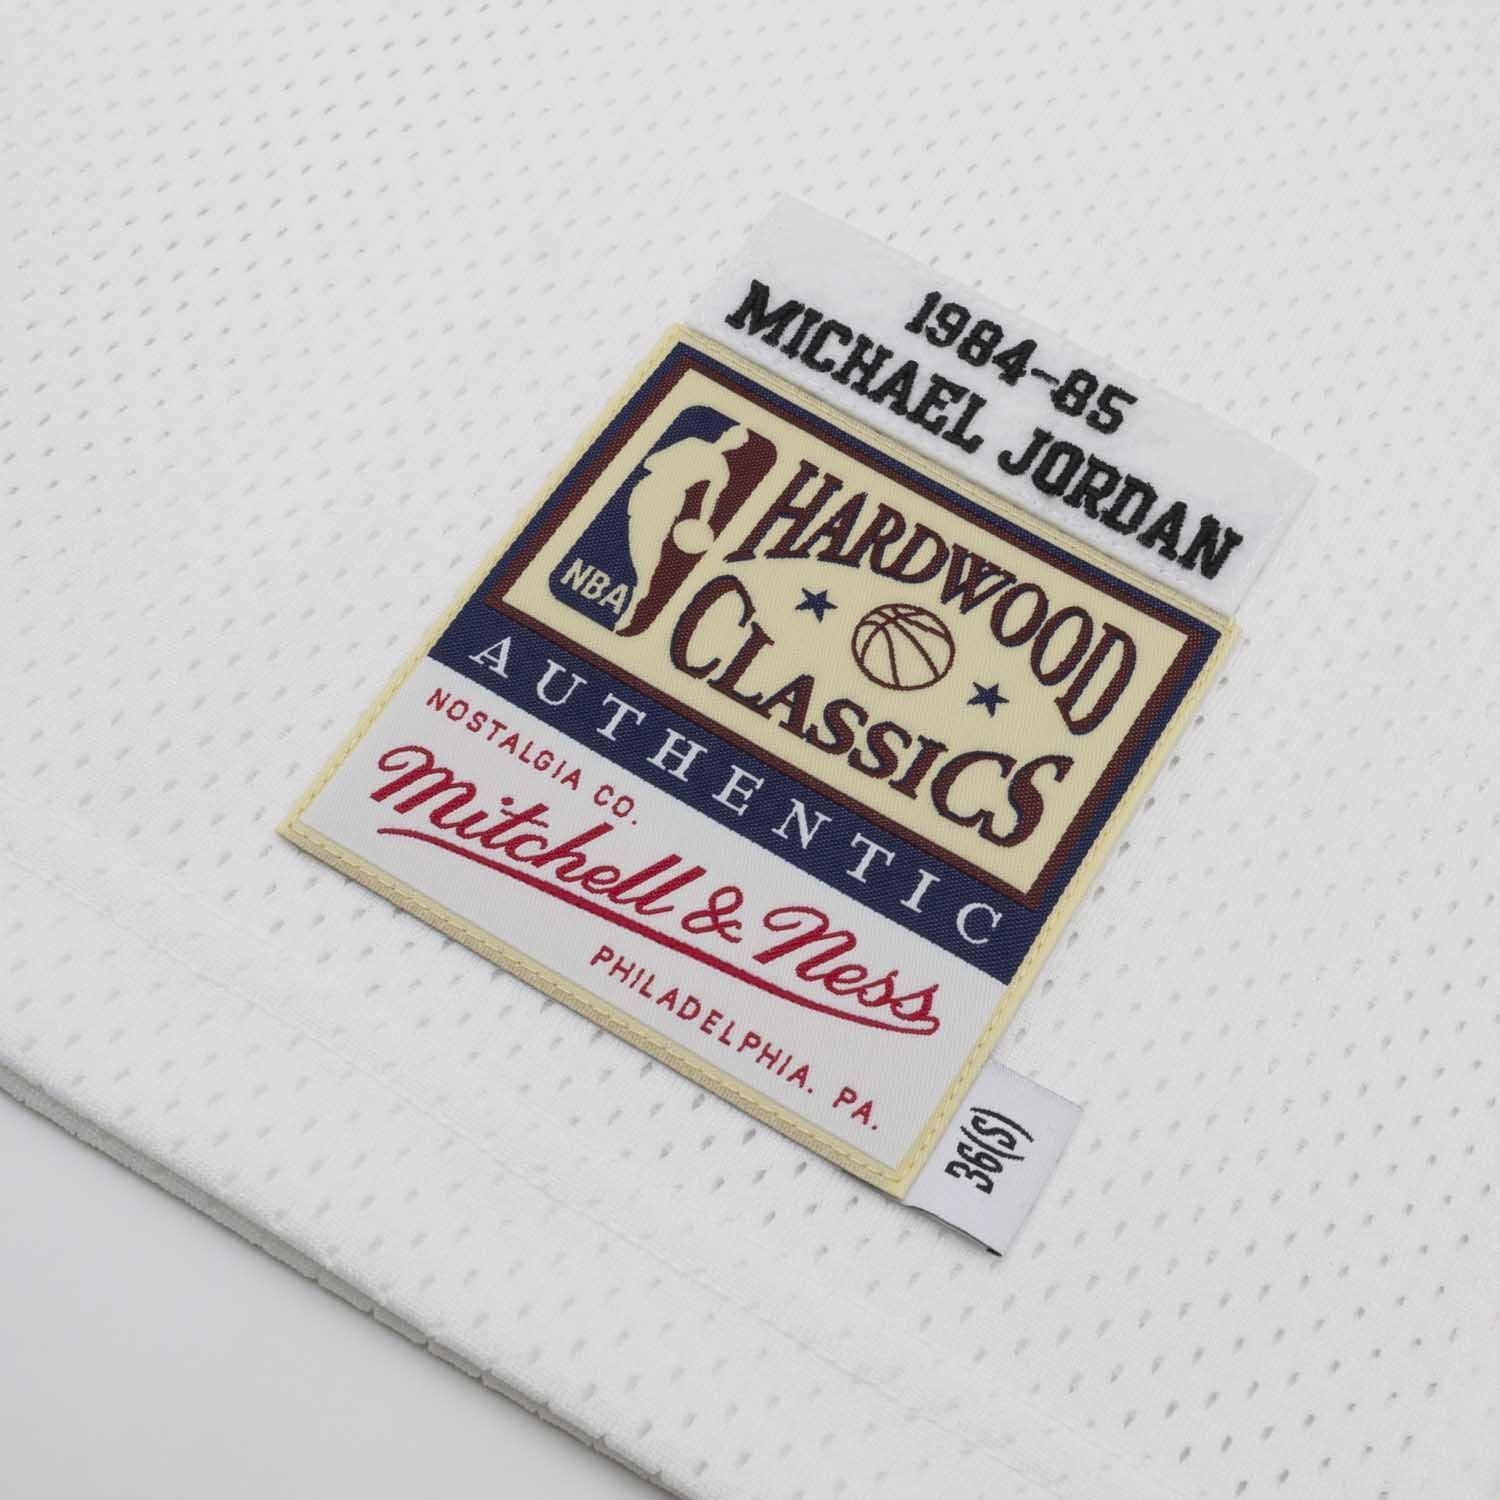 1984-85
MICHAEL JORDAN
NBA
HARDWOOD
CLASSICS
AUTHENTIC
NOSTALGIA CO.
Mitchell & Ness
PHILADELPHIA. PA.
36(S)